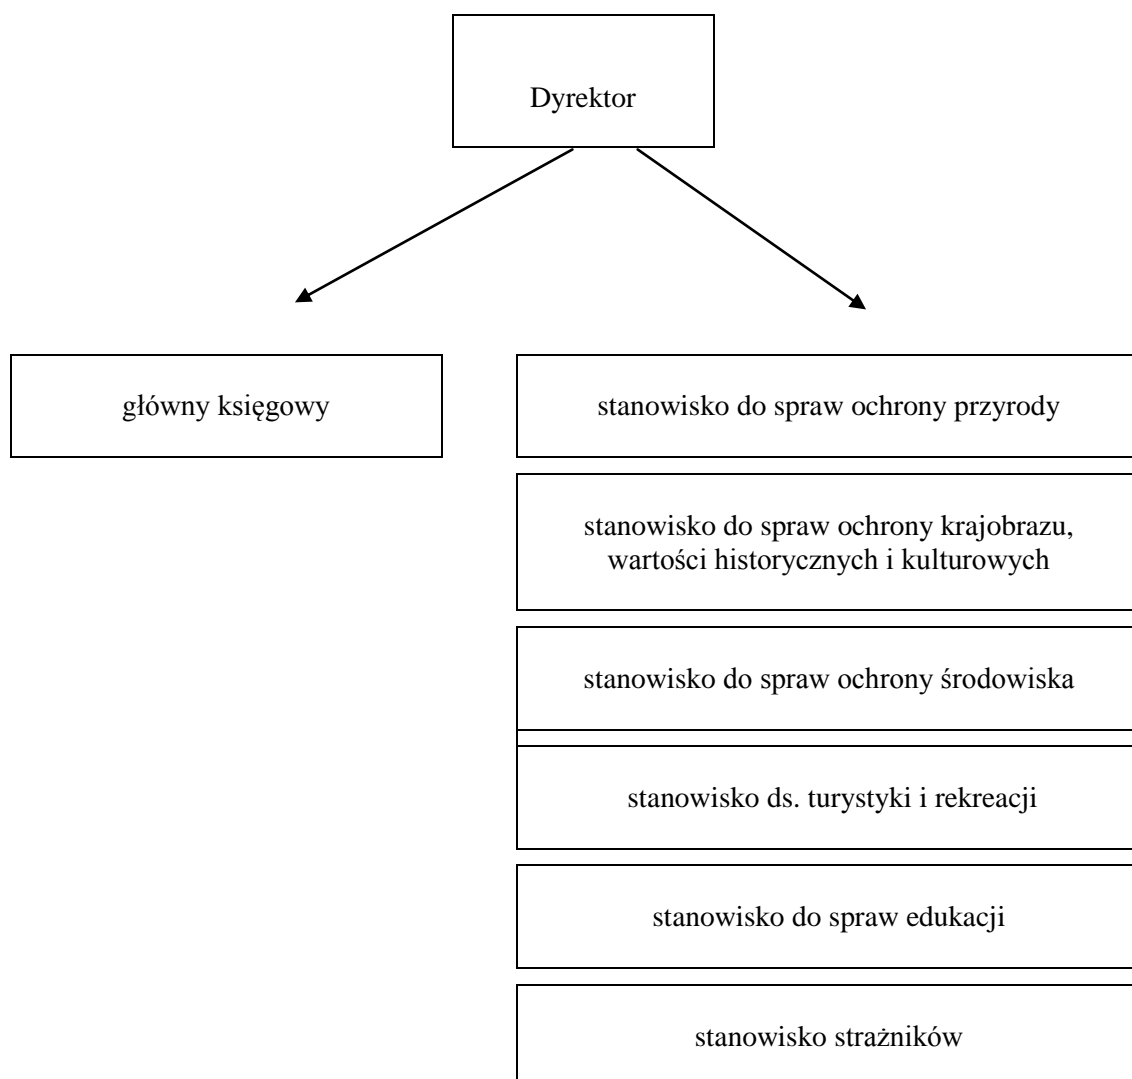 Dyrektor
główny księgowy
stanowisko do spraw ochrony przyrody
stanowisko do spraw ochrony krajobrazu,
wartości historycznych i kulturowych
stanowisko do spraw ochrony środowiska
stanowisko ds. turystyki i rekreacji
stanowisko do spraw edukacji
stanowisko strażników